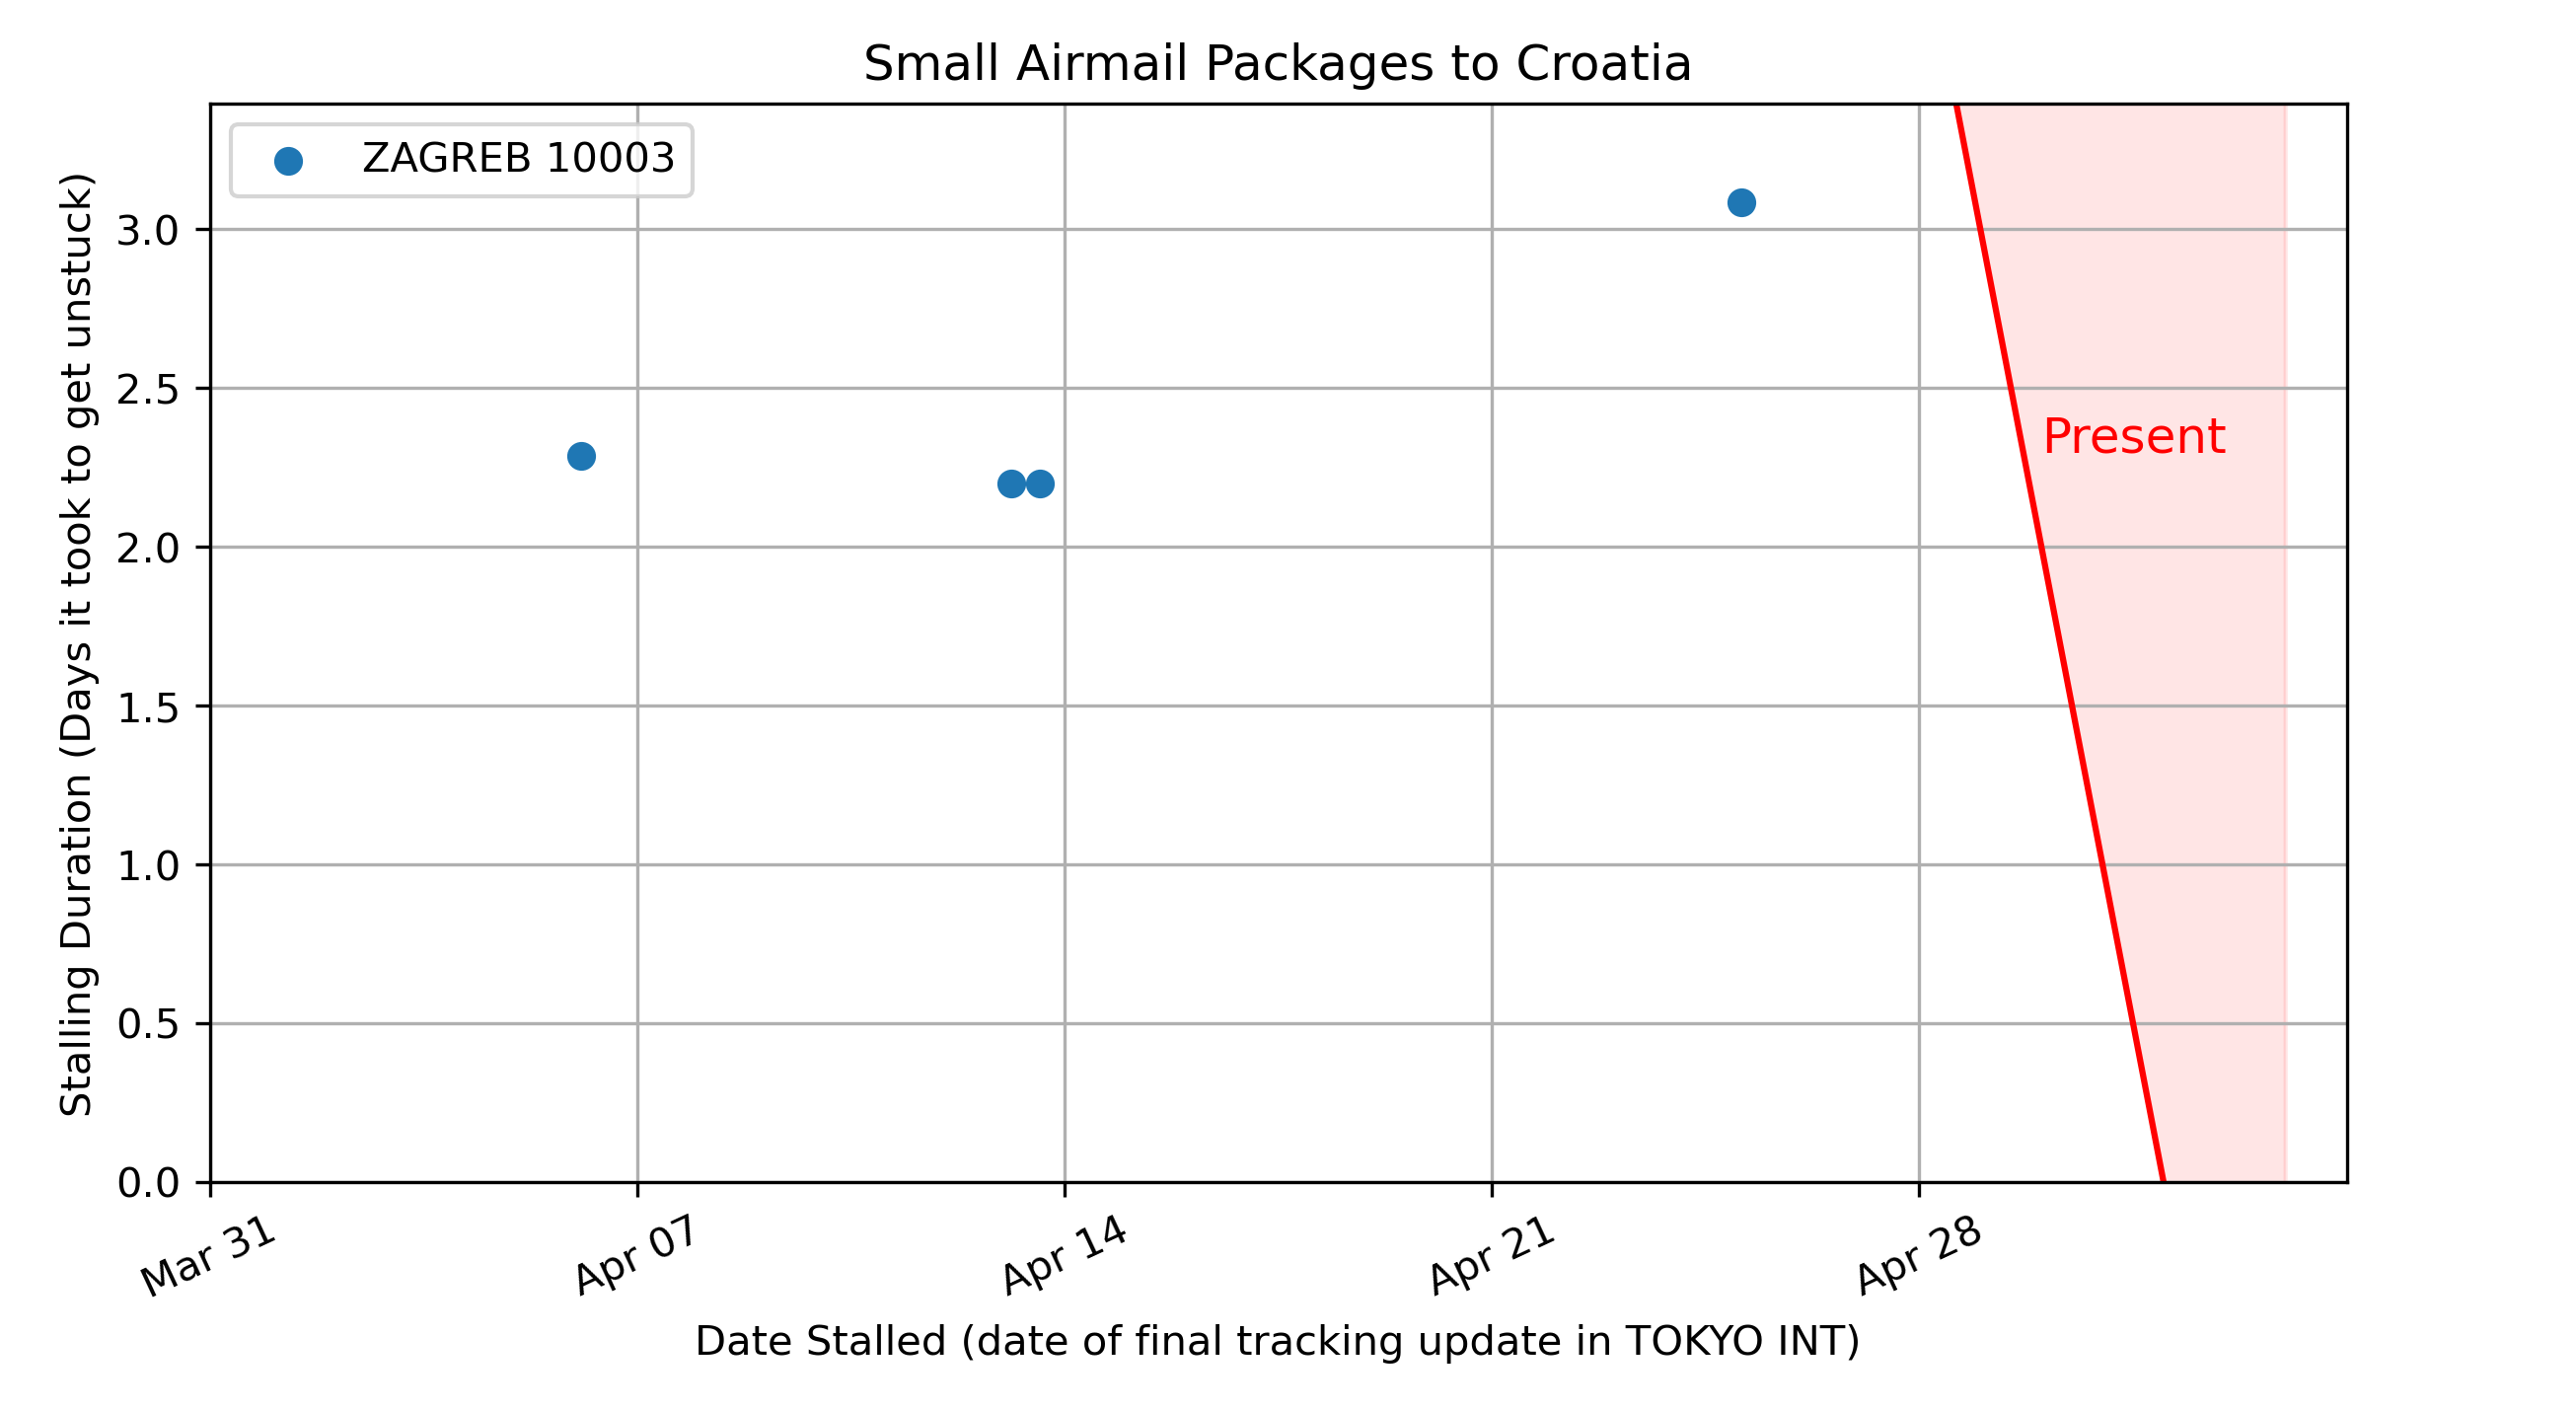 Small Airmail Packages to Croatia
ZAGREB 10003
Stalling Duration (Days it took to get unstuck)
3.0
2.5
2.0
1.5
1.0
0.5
0.0
Present
Mar 31
Apr 07
Apr 14
Apr 21
Apr 28
Date Stalled (date of final tracking update in TOKYO INT)